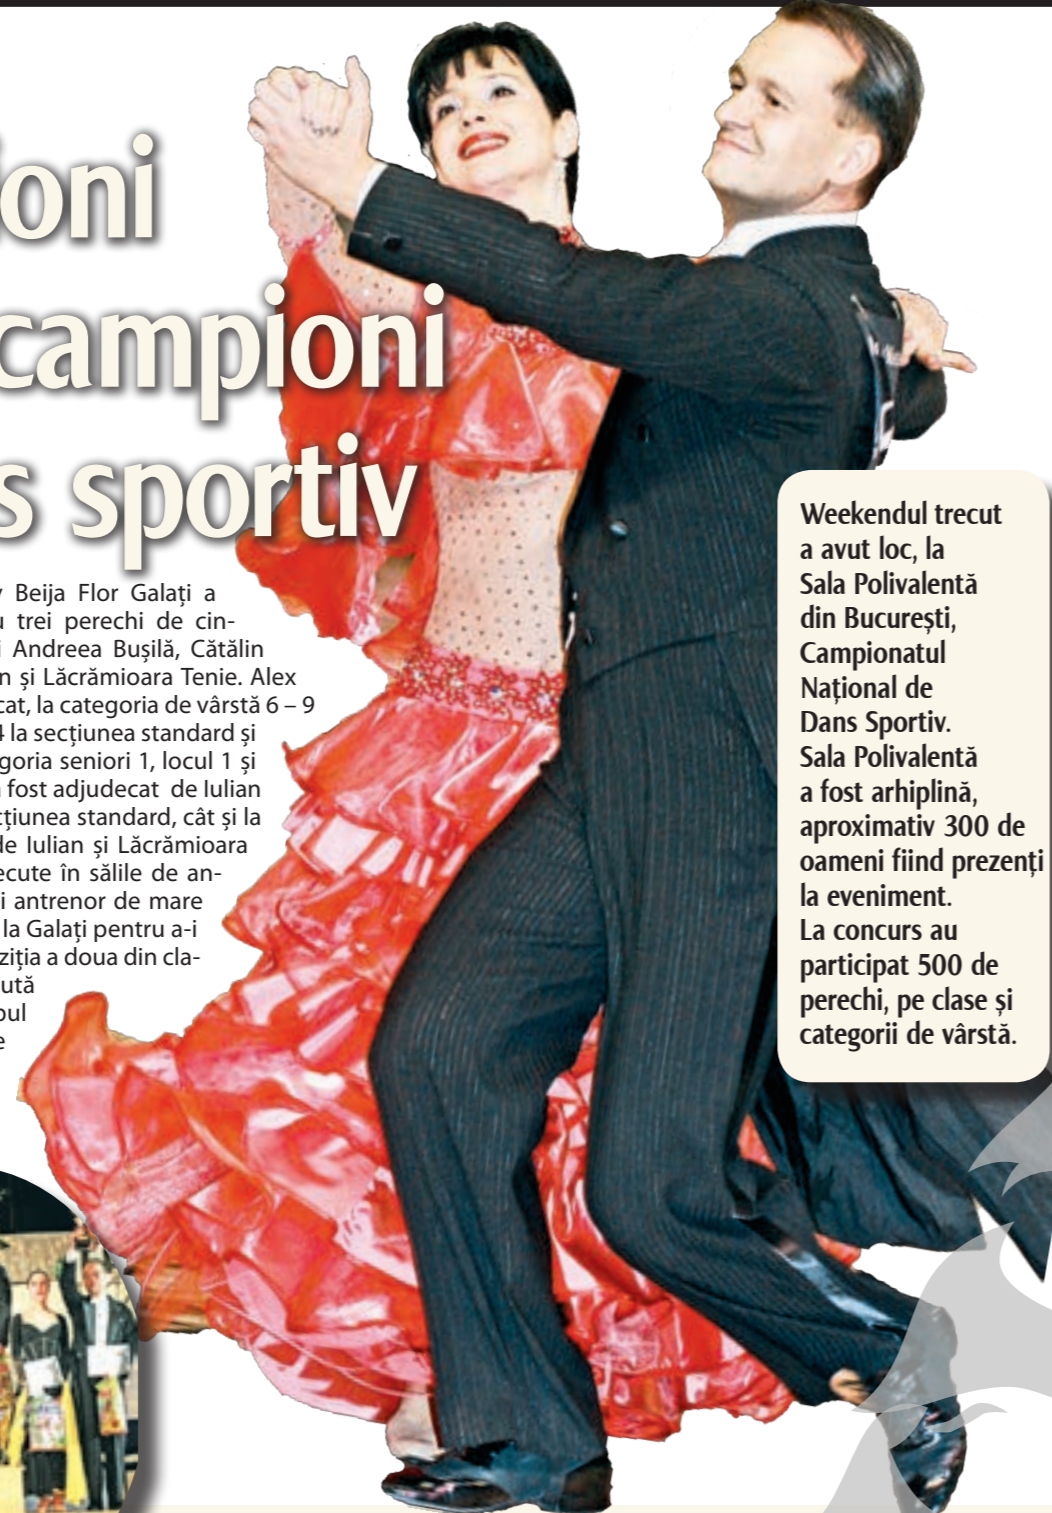 ioni
campioni
s sportiv
Beija Flor Galați a
trei perechi de cin-
Andreea Bușilă, Cătălin
și Lăcrămioara Tenie. Alex
cat, la categoria de vârstă 6 – 9
4 la secțiunea standard și
goria seniori 1, locul 1 și
fost adjudecat de Iulian
cțiunea standard, cât și la
de Iulian și Lăcrămioara
ecute în sălile de an-
i antrenor de mare
la Galați pentru a-i
ziția a doua din cla-
ută
pul
e
Weekendul trecut
a avut loc, la
Sala Polivalentă
din București,
Campionatul
Național de
Dans Sportiv.
Sala Polivalentă
a fost arhiplină,
aproximativ 300 de
oameni fiind prezenți
la eveniment.
La concurs au
participat 500 de
perechi, pe clase și
categorii de vârstă.